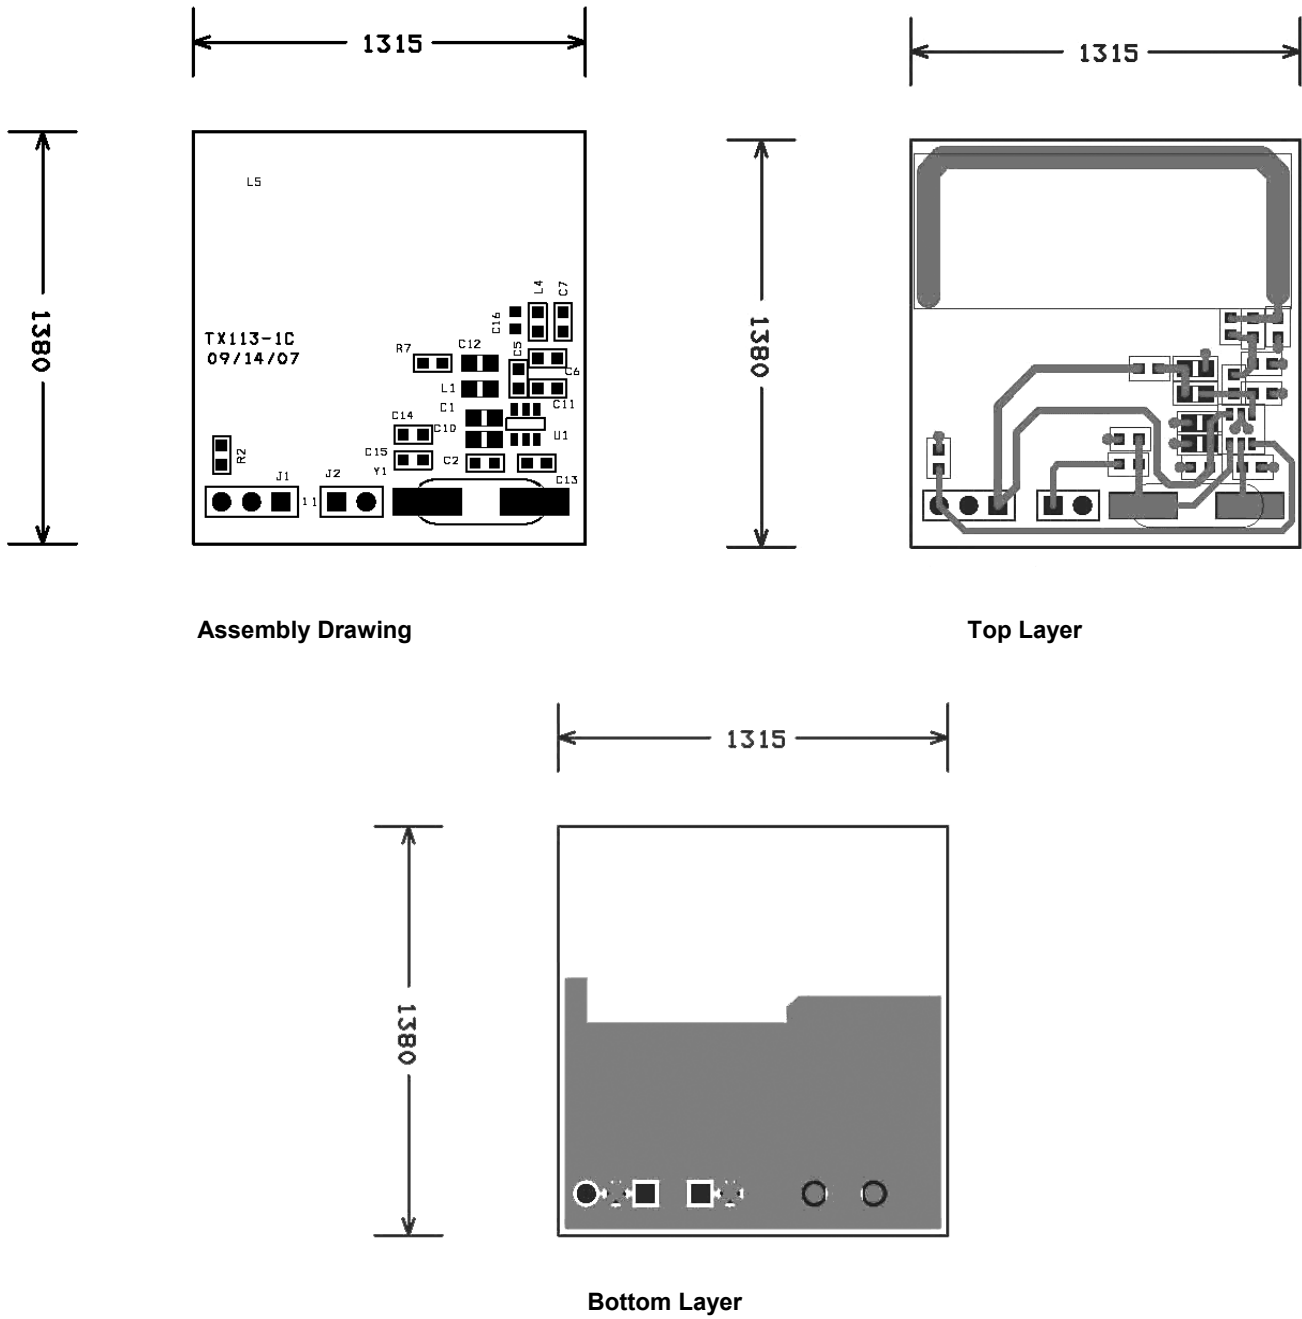 1315
1315
1380
1380
L5
L4
C7
C16
TX113-1C
09/14/07
R7
C12
C5
C6
L1
C1
C11
C14
C10
U1
R2
C15
Y1
C2
C13
J1
J2
1 1
Assembly Drawing
Top Layer
1315
1380
Bottom Layer